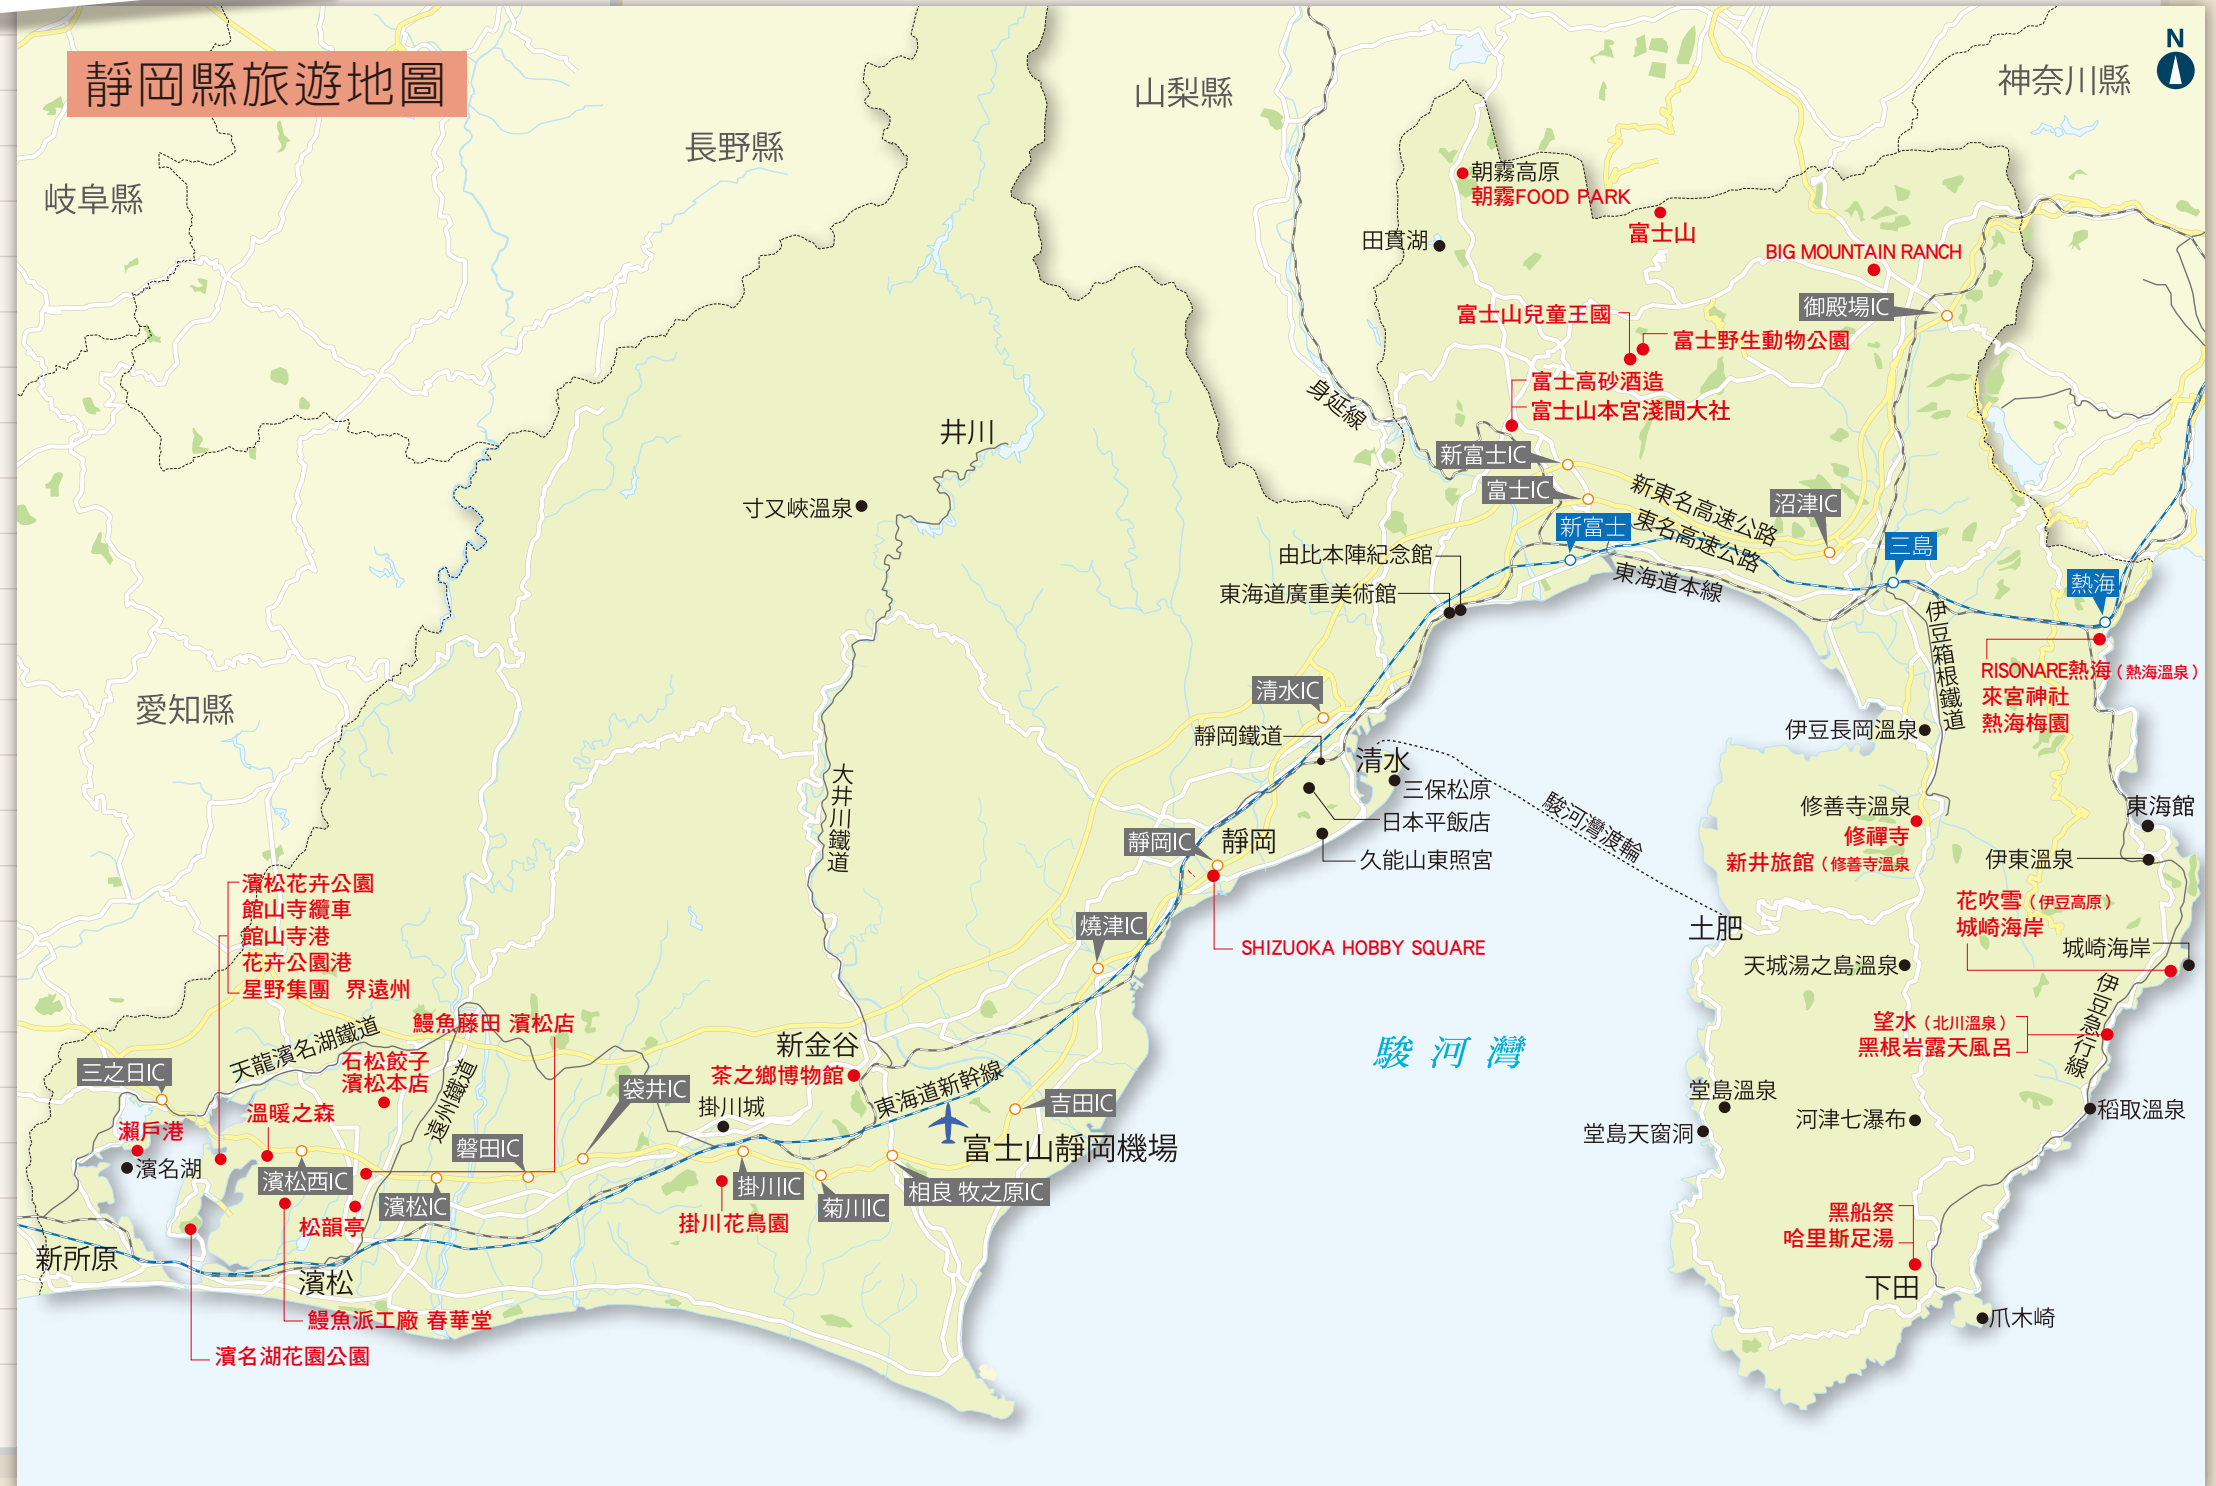 靜岡縣旅遊地圖
N
神奈川縣
山梨縣
長野縣
岐阜縣
愛知縣
朝霧高原
朝霧FOOD PARK
富士山
田貫湖
BIG MOUNTAIN RANCH
御殿場IC
富士山兒童王國
富士野生動物公園
富士高砂酒造
富士山本宮淺間大社
身延線
井川
新富士IC
富士IC
新東名高速公路
東名高速公路
東海道本線
沼津IC
新富士
三島
熱海
寸又峽溫泉
由比本陣紀念館
東海道廣重美術館
伊豆箱根鐵道
RISONARE熱海（熱海溫泉）
來宮神社
熱海梅園
清水IC
靜岡鐵道
清水
三保松原
日本平飯店
久能山東照宮
駿河灣渡輪
伊豆長岡溫泉
修善寺溫泉
修禪寺
新井旅館（修善寺溫泉
東海館
伊東溫泉
大井川鐵道
靜岡IC
靜岡
SHIZUOKA HOBBY SQUARE
燒津IC
土肥
花吹雪（伊豆高原）
城崎海岸
城崎海岸
天城湯之島溫泉
伊豆急行線
濱松花卉公園
館山寺纜車
館山寺港
花卉公園港
星野集團 界遠州
鰻魚藤田 濱松店
天龍濱名湖鐵道
石松餃子
濱松本店
遠州鐵道
三之日IC
溫暖之森
瀨戶港
濱名湖
濱松西IC
濱松IC
磐田IC
袋井IC
新金谷
茶之鄉博物館
掛川城
東海道新幹線
吉田IC
富士山靜岡機場
掛川IC
菊川IC
相良 牧之原IC
掛川花鳥園
駿河灣
望水（北川溫泉）
黑根岩露天風呂
堂島溫泉
堂島天窗洞
河津七瀑布
稻取溫泉
松韻亭
新所原
濱松
鰻魚派工廠 春華堂
濱名湖花園公園
黑船祭
哈里斯足湯
下田
爪木崎